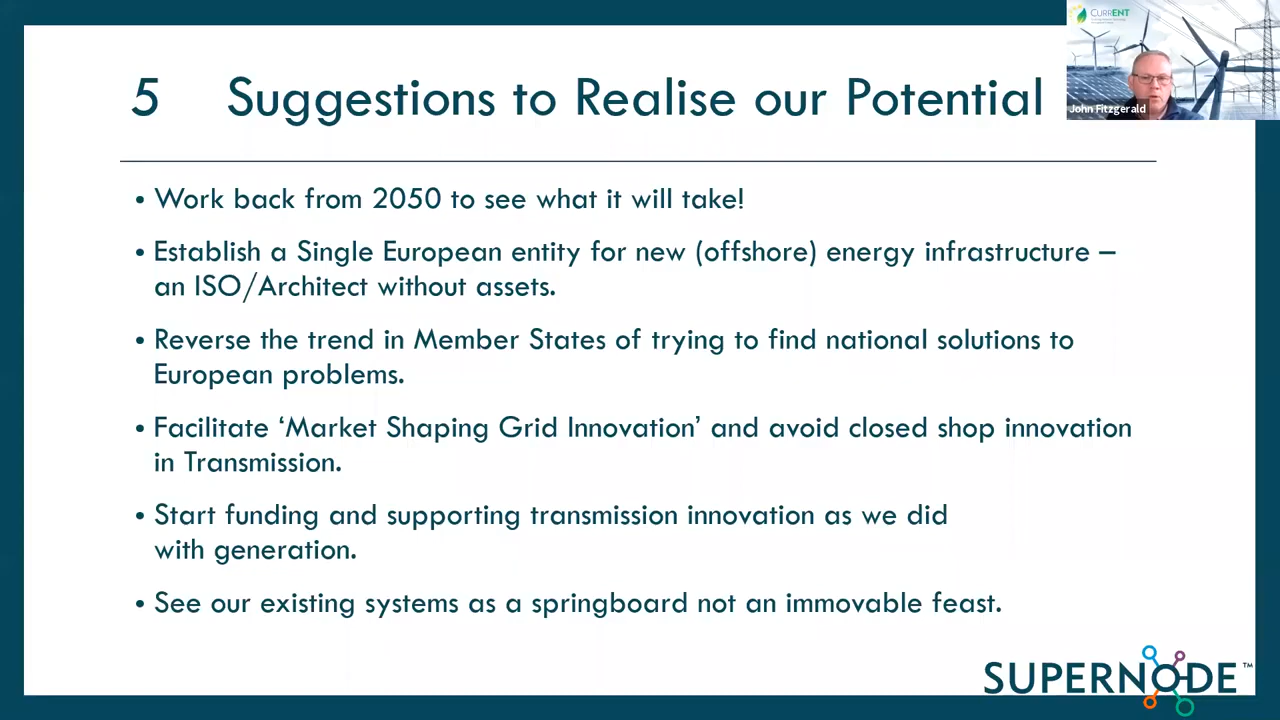 CurrENT
5 Suggestions to Realise our Potential
John Fitzgerald
• Work back from 2050 to see what it will take!
• Establish a Single European entity for new (offshore) energy infrastructure –
an ISO/Architect without assets.
• Reverse the trend in Member States of trying to find national solutions to
European problems.
• Facilitate ‘Market Shaping Grid Innovation’ and avoid closed shop innovation
in Transmission.
• Start funding and supporting transmission innovation as we did
with generation.
• See our existing systems as a springboard not an immovable feast.
SUPERNODE™